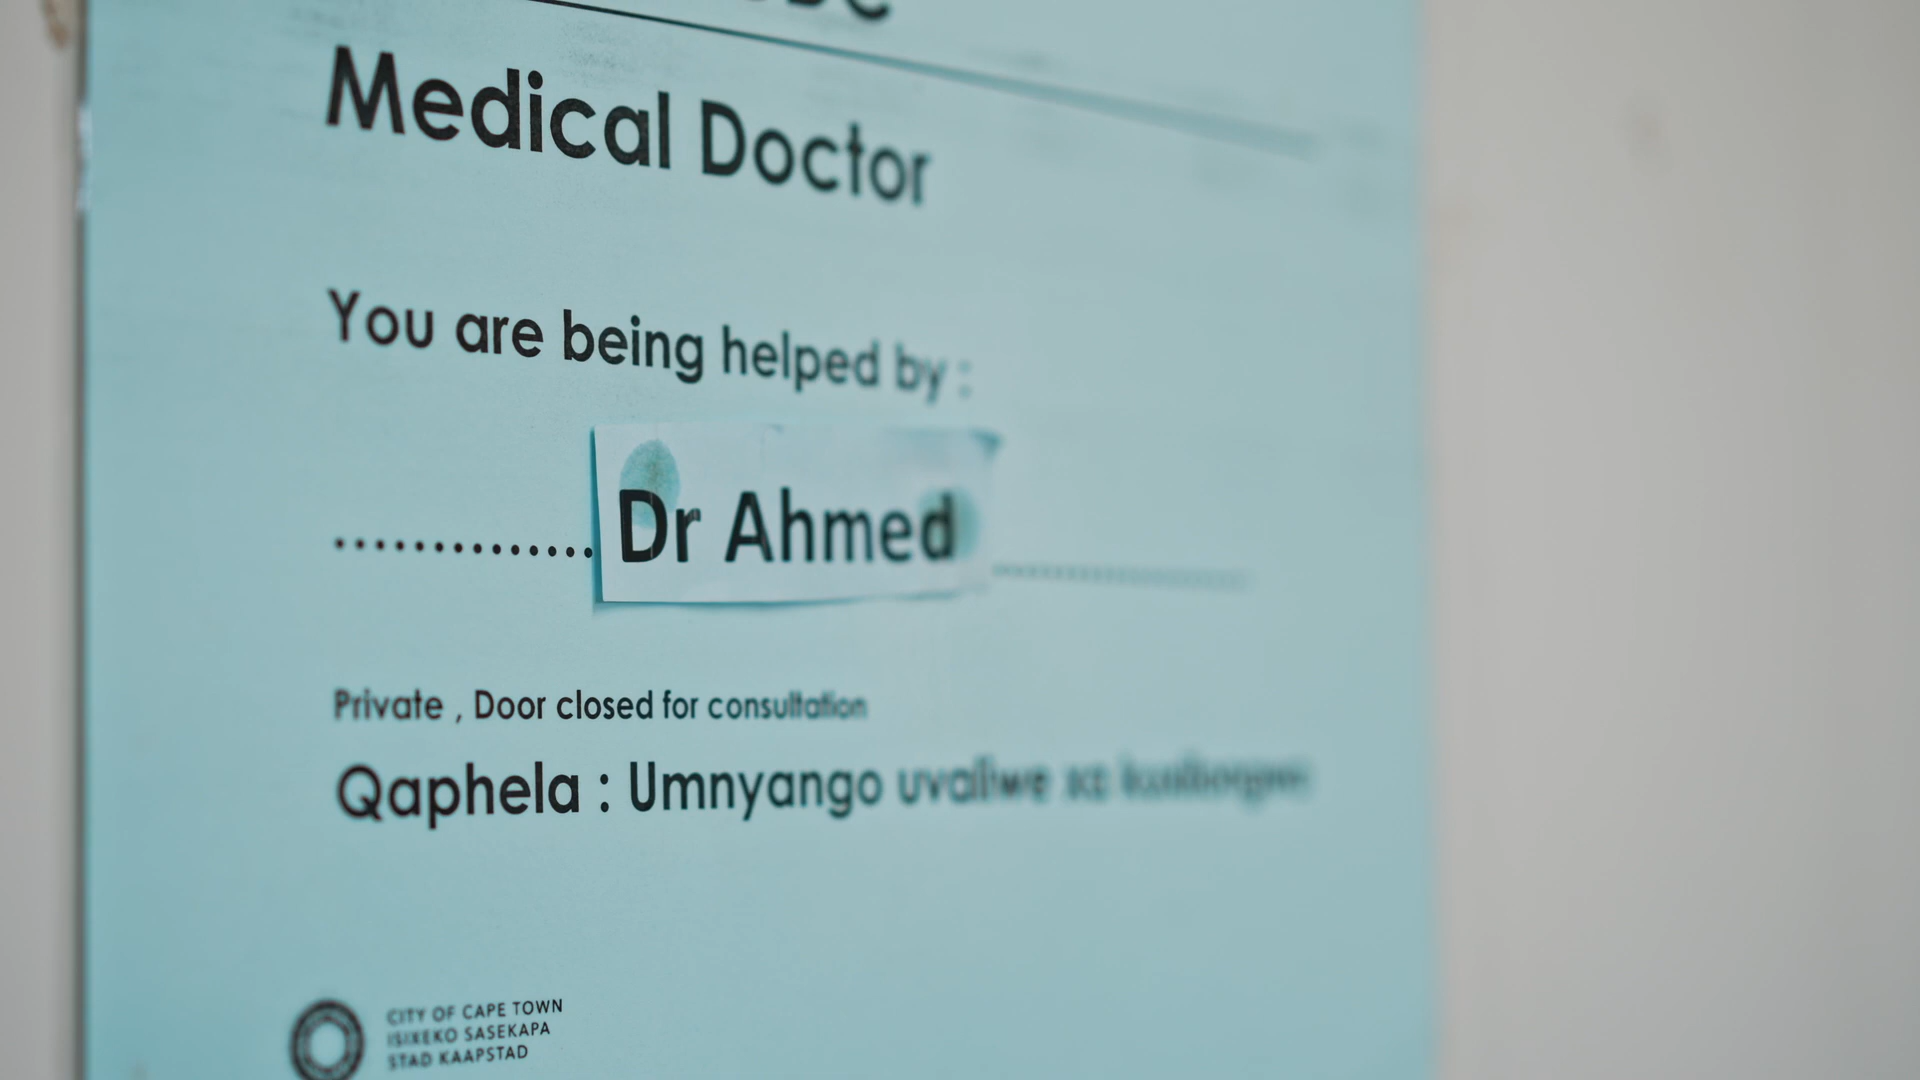 Medical Doctor
You are being helped by :
..............Dr Ahmed..............
Private , Door closed for consultation
Qaphela : Umnyango uvaliwe
CITY OF CAPE TOWN
ISIXEKO SASEKAPA
STAD KAAPSTAD